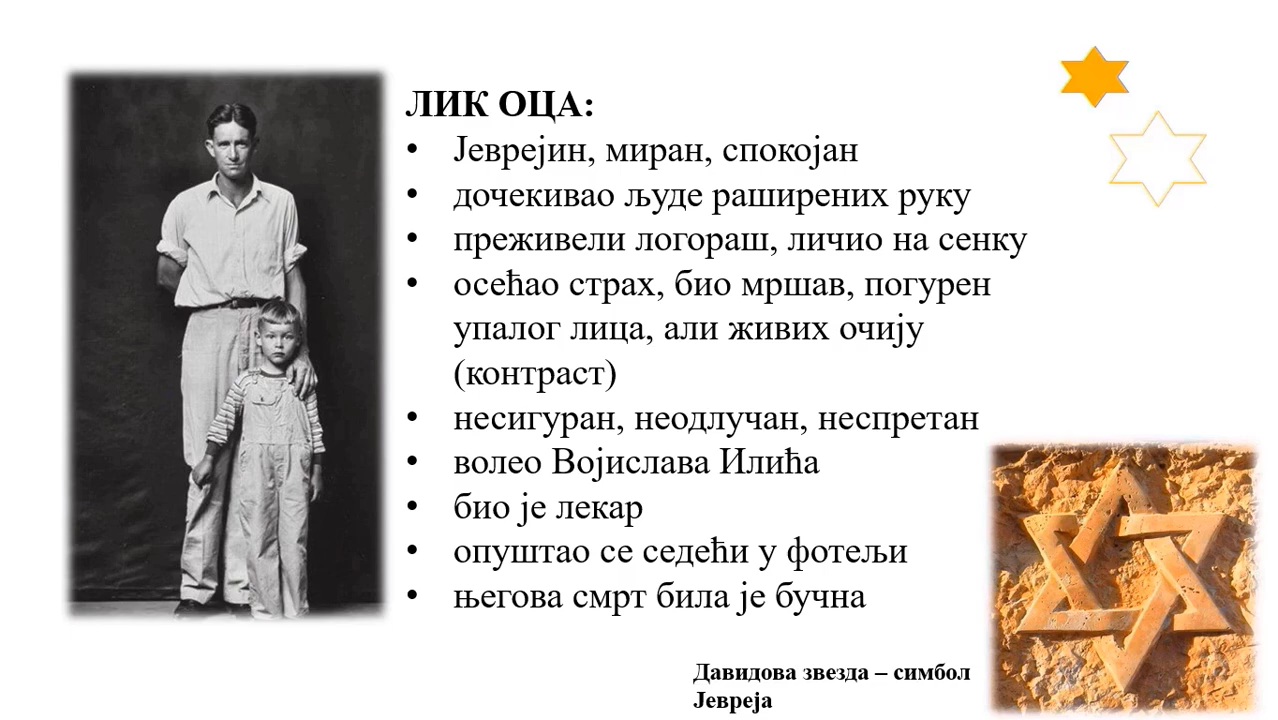 ЛИК ОЦА:
• Јеврејин, миран, спокојан
• дочекивао људе раширених руку
• преживели логораш, личио на сенку
• осећао страх, био мршав, погурен
упалог лица, али живих очију
(контраст)
• несигуран, неодлучан, неспретан
• волео Војислава Илића
• био је лекар
• опуштао се седећи у фотељи
• његова смрт била је бучна
Давидова звезда – симбол
Јевреја